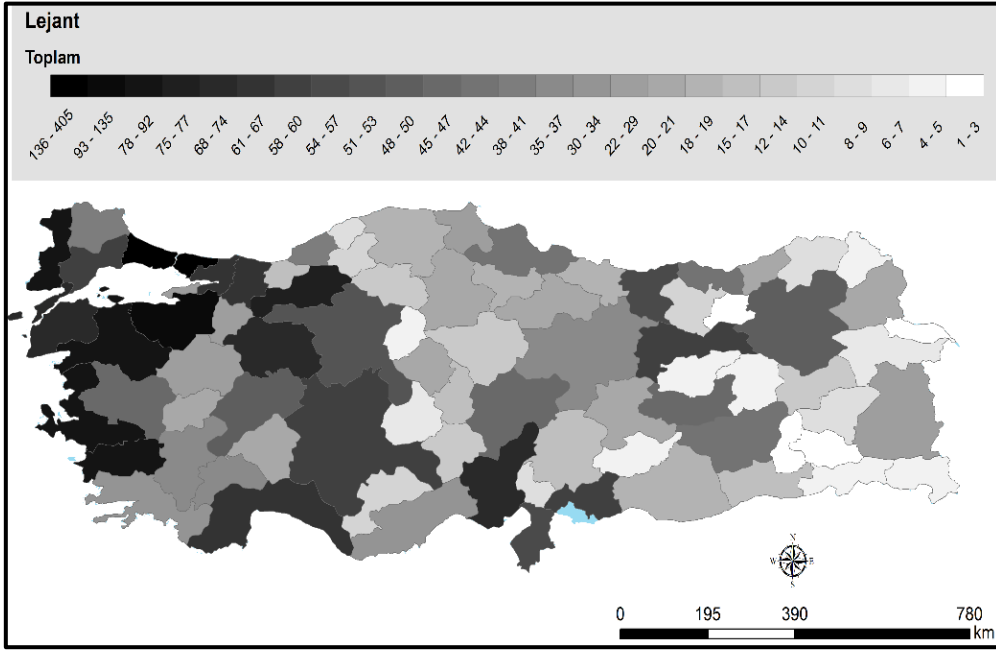 Lejant
Toplam
136 - 405
93 - 135
78 - 92
75 - 77
68 - 74
61 - 67
58 - 60
54 - 57
51 - 53
48 - 50
45 - 47
42 - 44
38 - 41
35 - 37
30 - 34
22 - 29
20 - 21
18 - 19
15 - 17
12 - 14
10 - 11
8 - 9
6 - 7
4 - 5
1 - 3
N
W
E
S
0
195
390
780
km